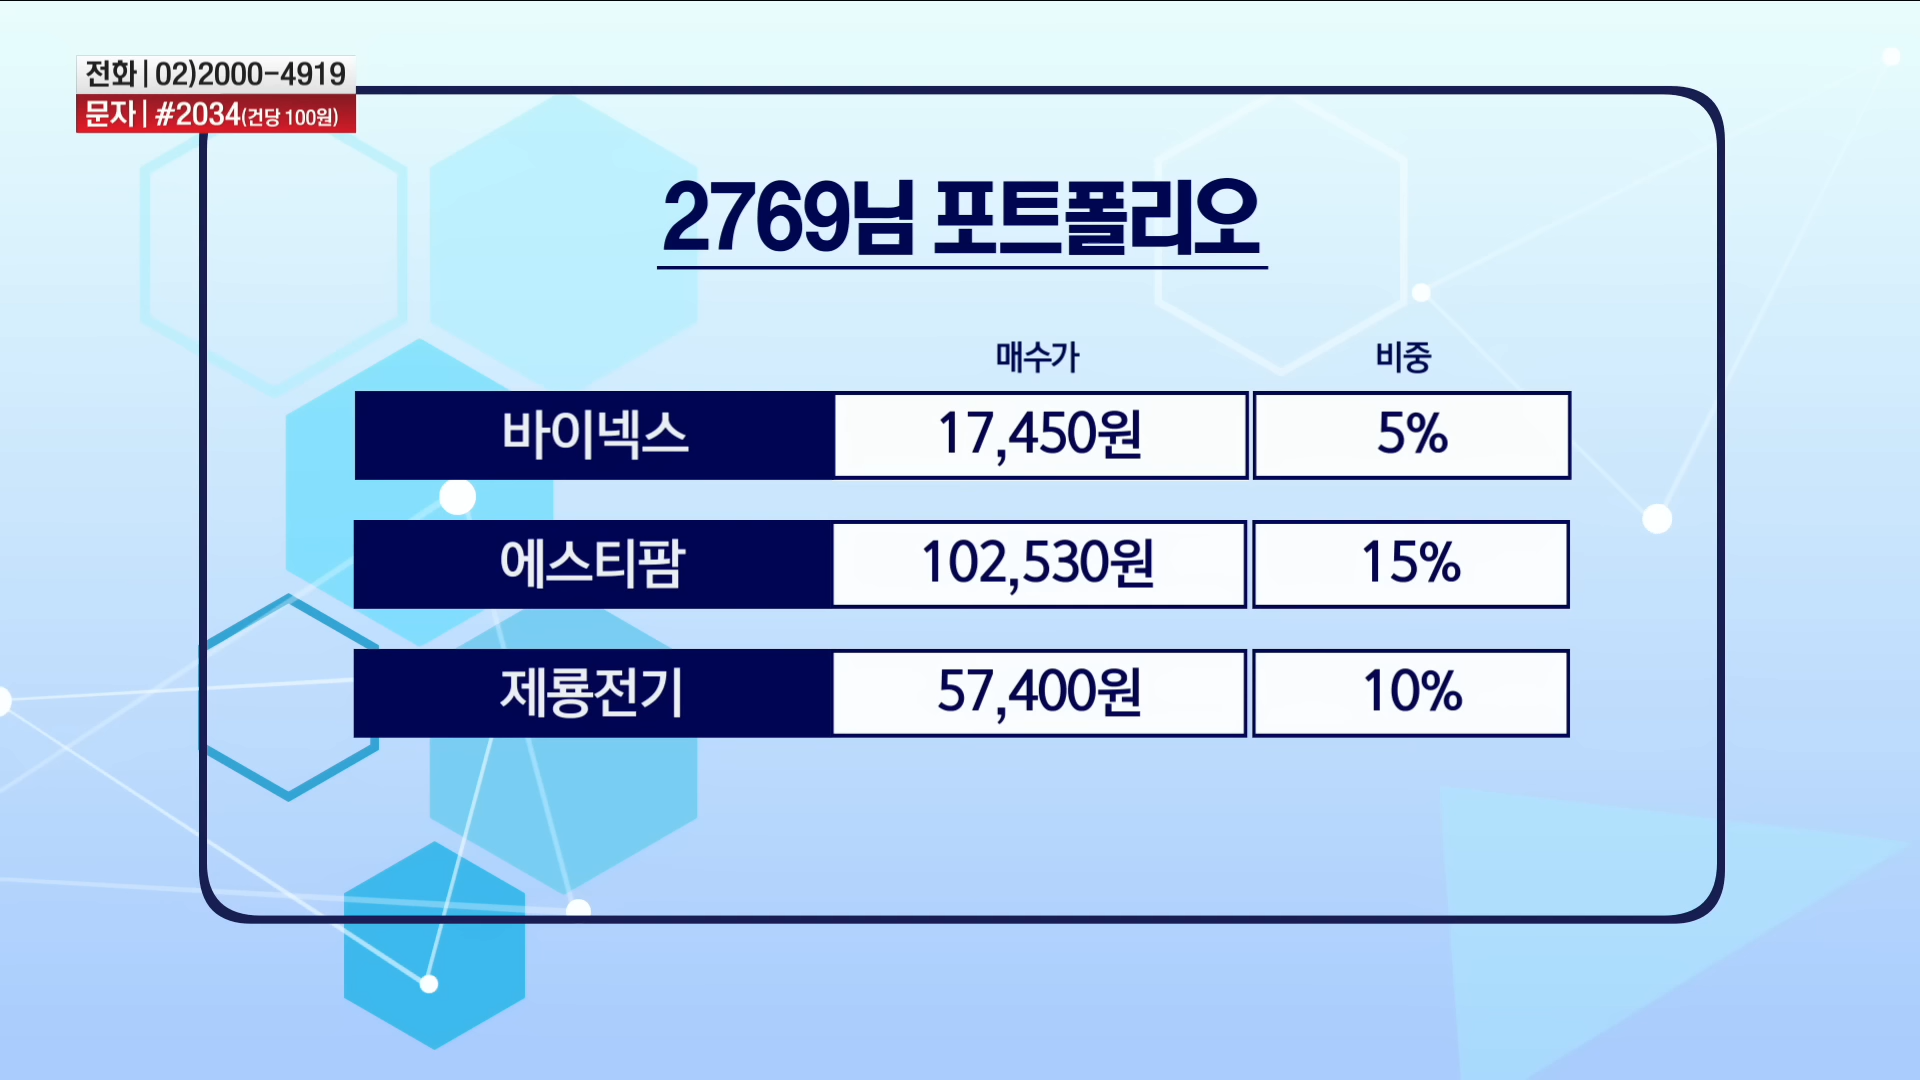 전화 | 02)2000-4919
문자 | #2034(건당 100원)
2769님 포트폴리오
매수가 비중
바이넥스 17,450원 5%
에스티팜 102,530원 15%
제룡전기 57,400원 10%